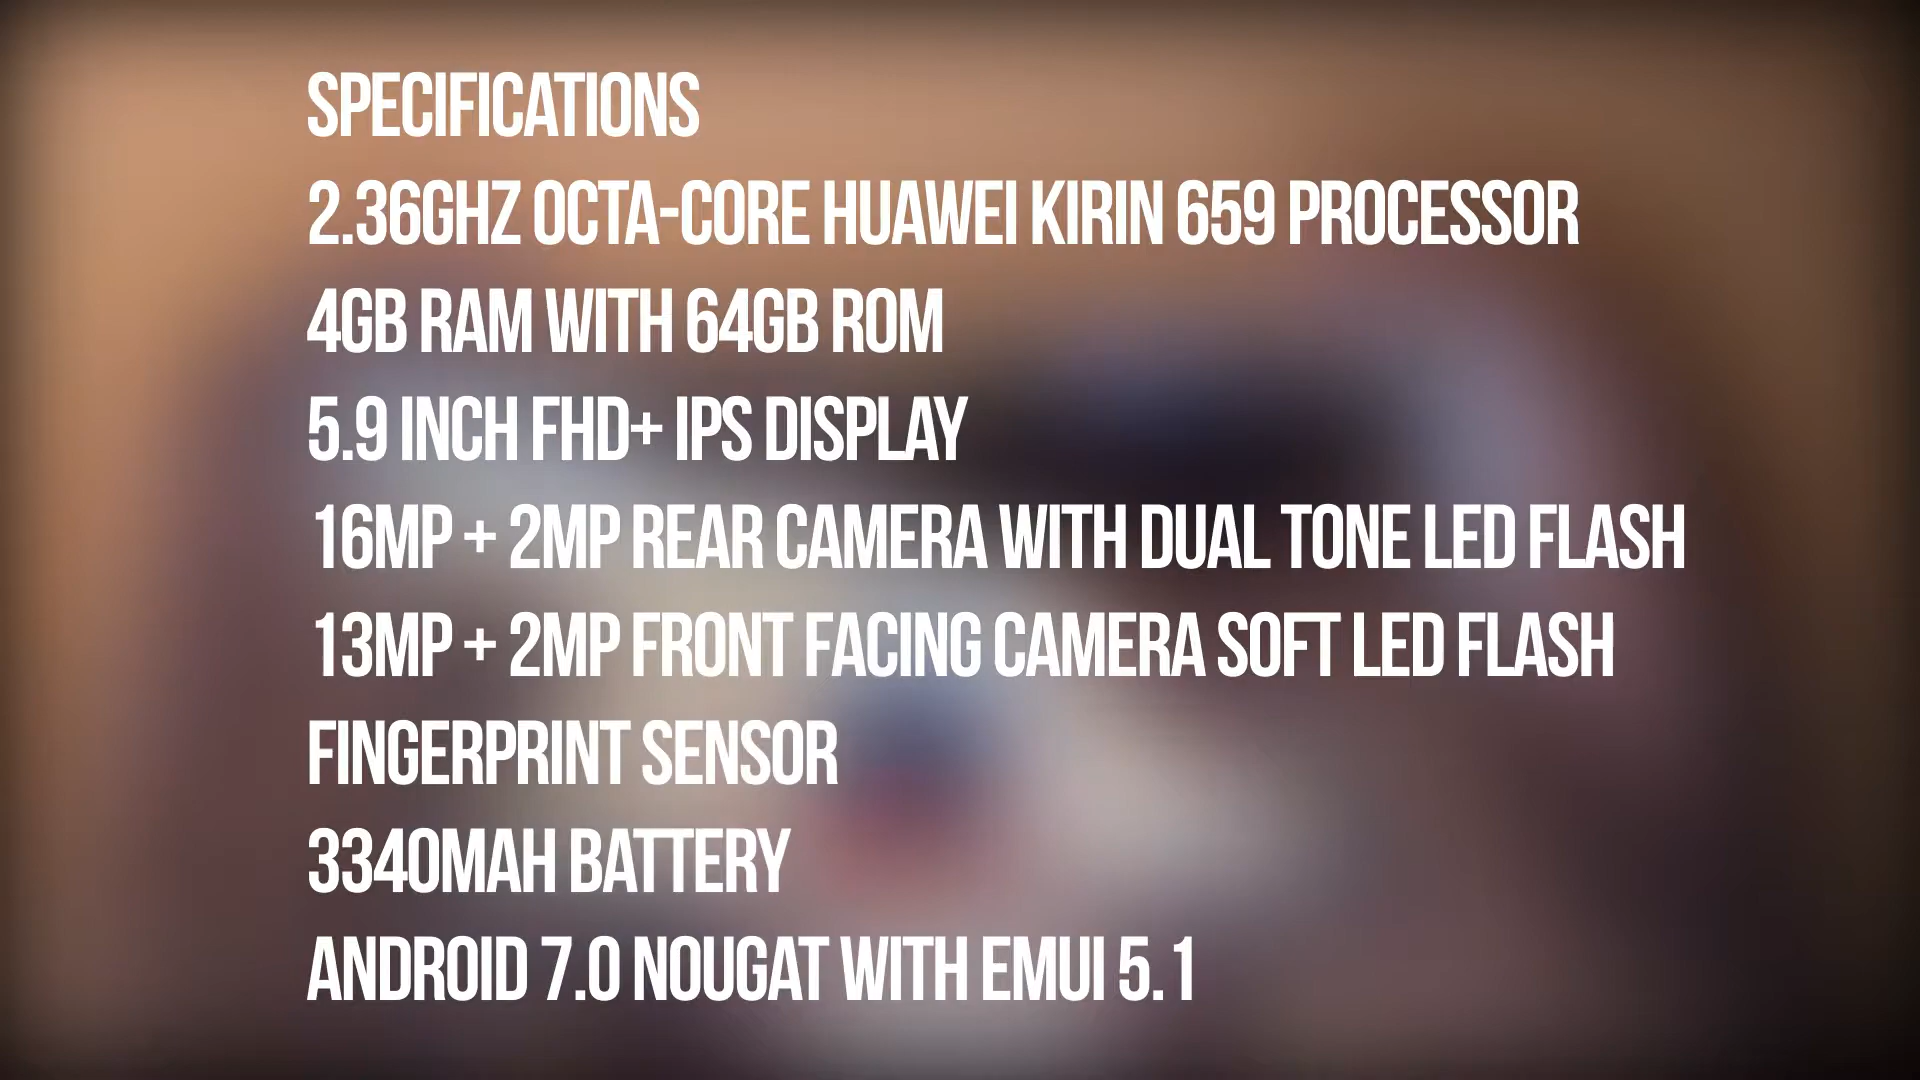 SPECIFICATIONS
2.36GHZ OCTA-CORE HUAWEI KIRIN 659 PROCESSOR
4GB RAM WITH 64GB ROM
5.9 INCH FHD+ IPS DISPLAY
16MP + 2MP REAR CAMERA WITH DUAL TONE LED FLASH
13MP + 2MP FRONT FACING CAMERA SOFT LED FLASH
FINGERPRINT SENSOR
3340MAH BATTERY
ANDROID 7.0 NOUGAT WITH EMUI 5.1